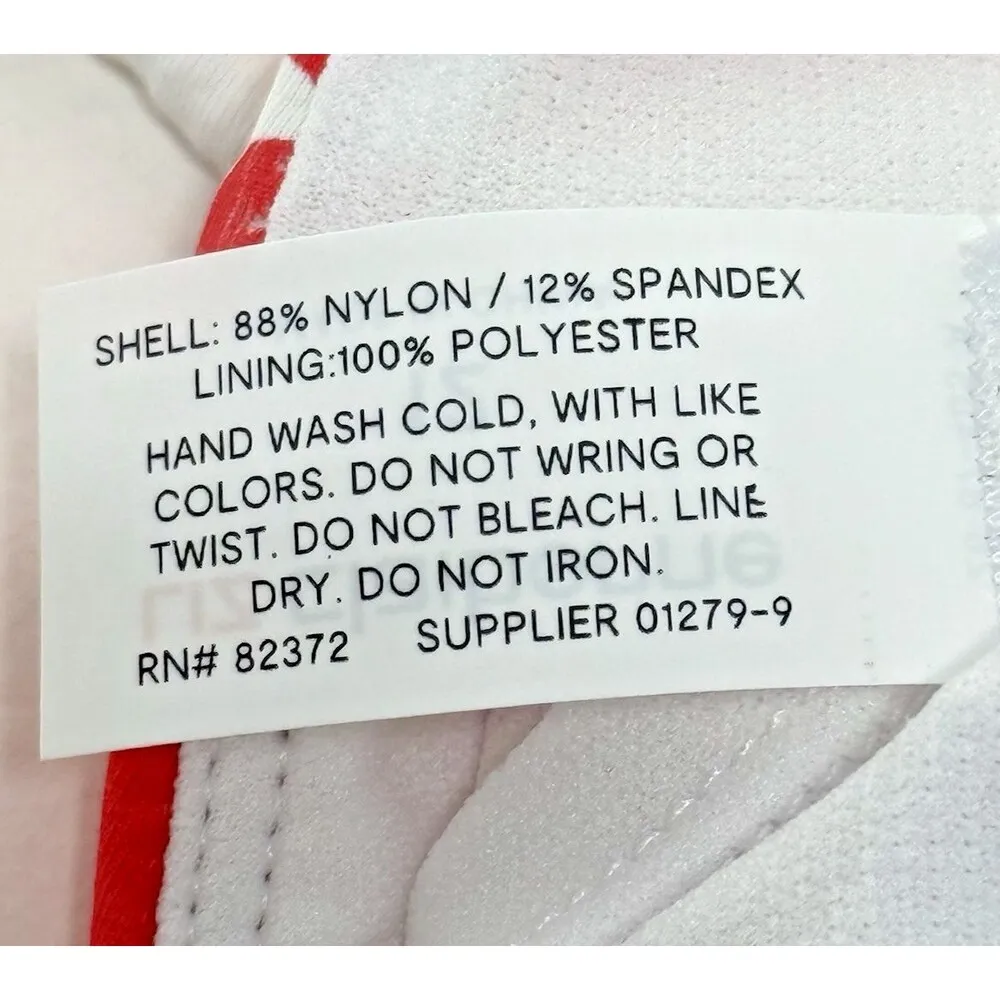 SHELL: 88% NYLON / 12% SPANDEX
LINING:100% POLYESTER
HAND WASH COLD, WITH LIKE
COLORS. DO NOT WRING OR
TWIST. DO NOT BLEACH. LINE
DRY. DO NOT IRON.
RN# 82372 SUPPLIER 01279-9